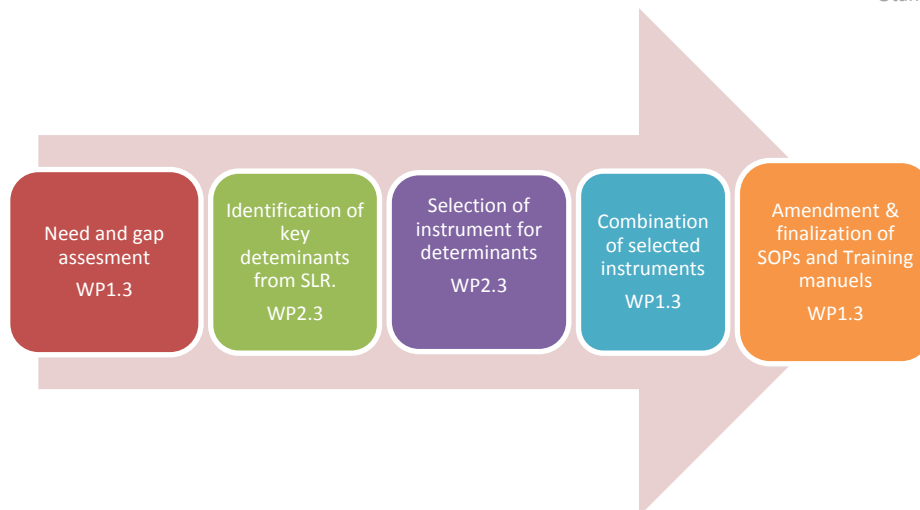 Need and gap
assesment
WP1.3
Identification of
key
deteminants
from SLR.
WP2.3
Selection of
instrument for
determinants
WP2.3
Combination
of selected
instruments
WP1.3
Amendment &
finalization of
SOPs and Training
manuels
WP1.3